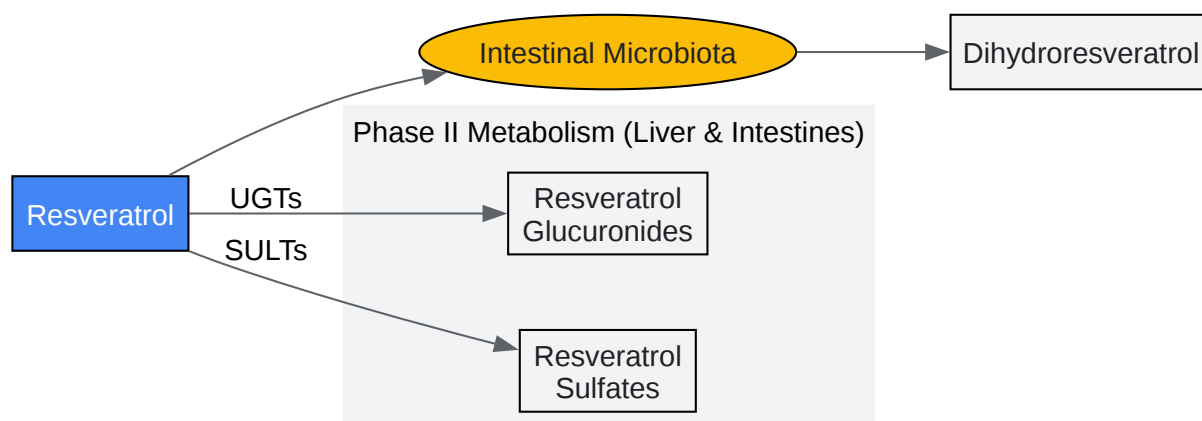 Intestinal Microbiota
Dihydroresveratrol
Phase II Metabolism (Liver & Intestines)
Resveratrol
UGTs
SULTs
Resveratrol
Glucuronides
Resveratrol
Sulfates